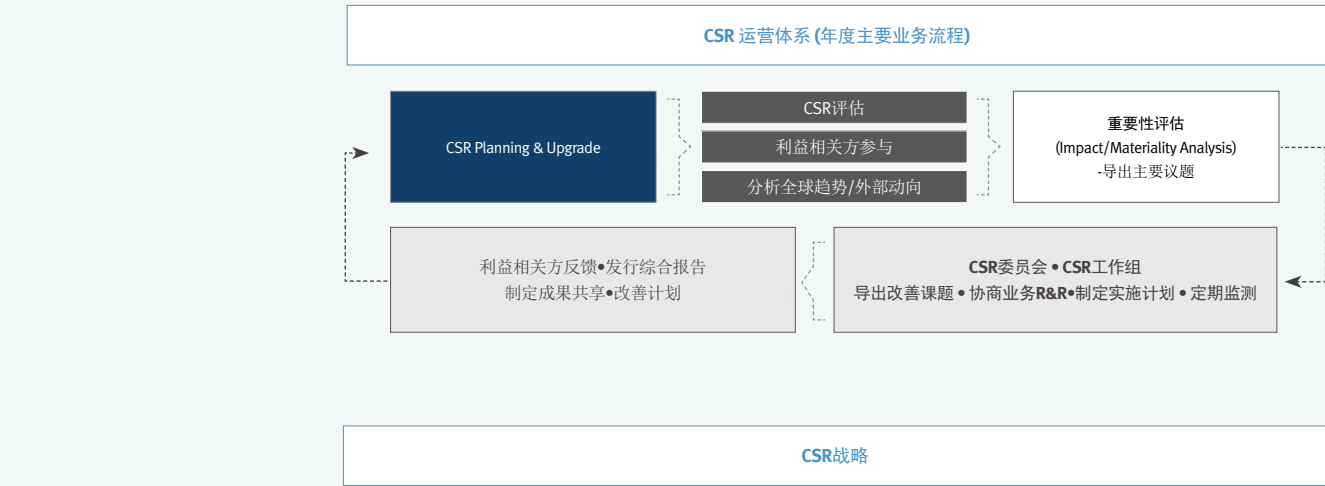 CSR 运营体系 (年度主要业务流程)
CSR Planning & Upgrade
CSR评估
利益相关方参与
分析全球趋势/外部动向
重要性评估
(Impact/Materiality Analysis)
-导出主要议题
利益相关方反馈•发行综合报告
制定成果共享•改善计划
CSR委员会 • CSR工作组
导出改善课题 • 协商业务R&R•制定实施计划 • 定期监测
CSR战略